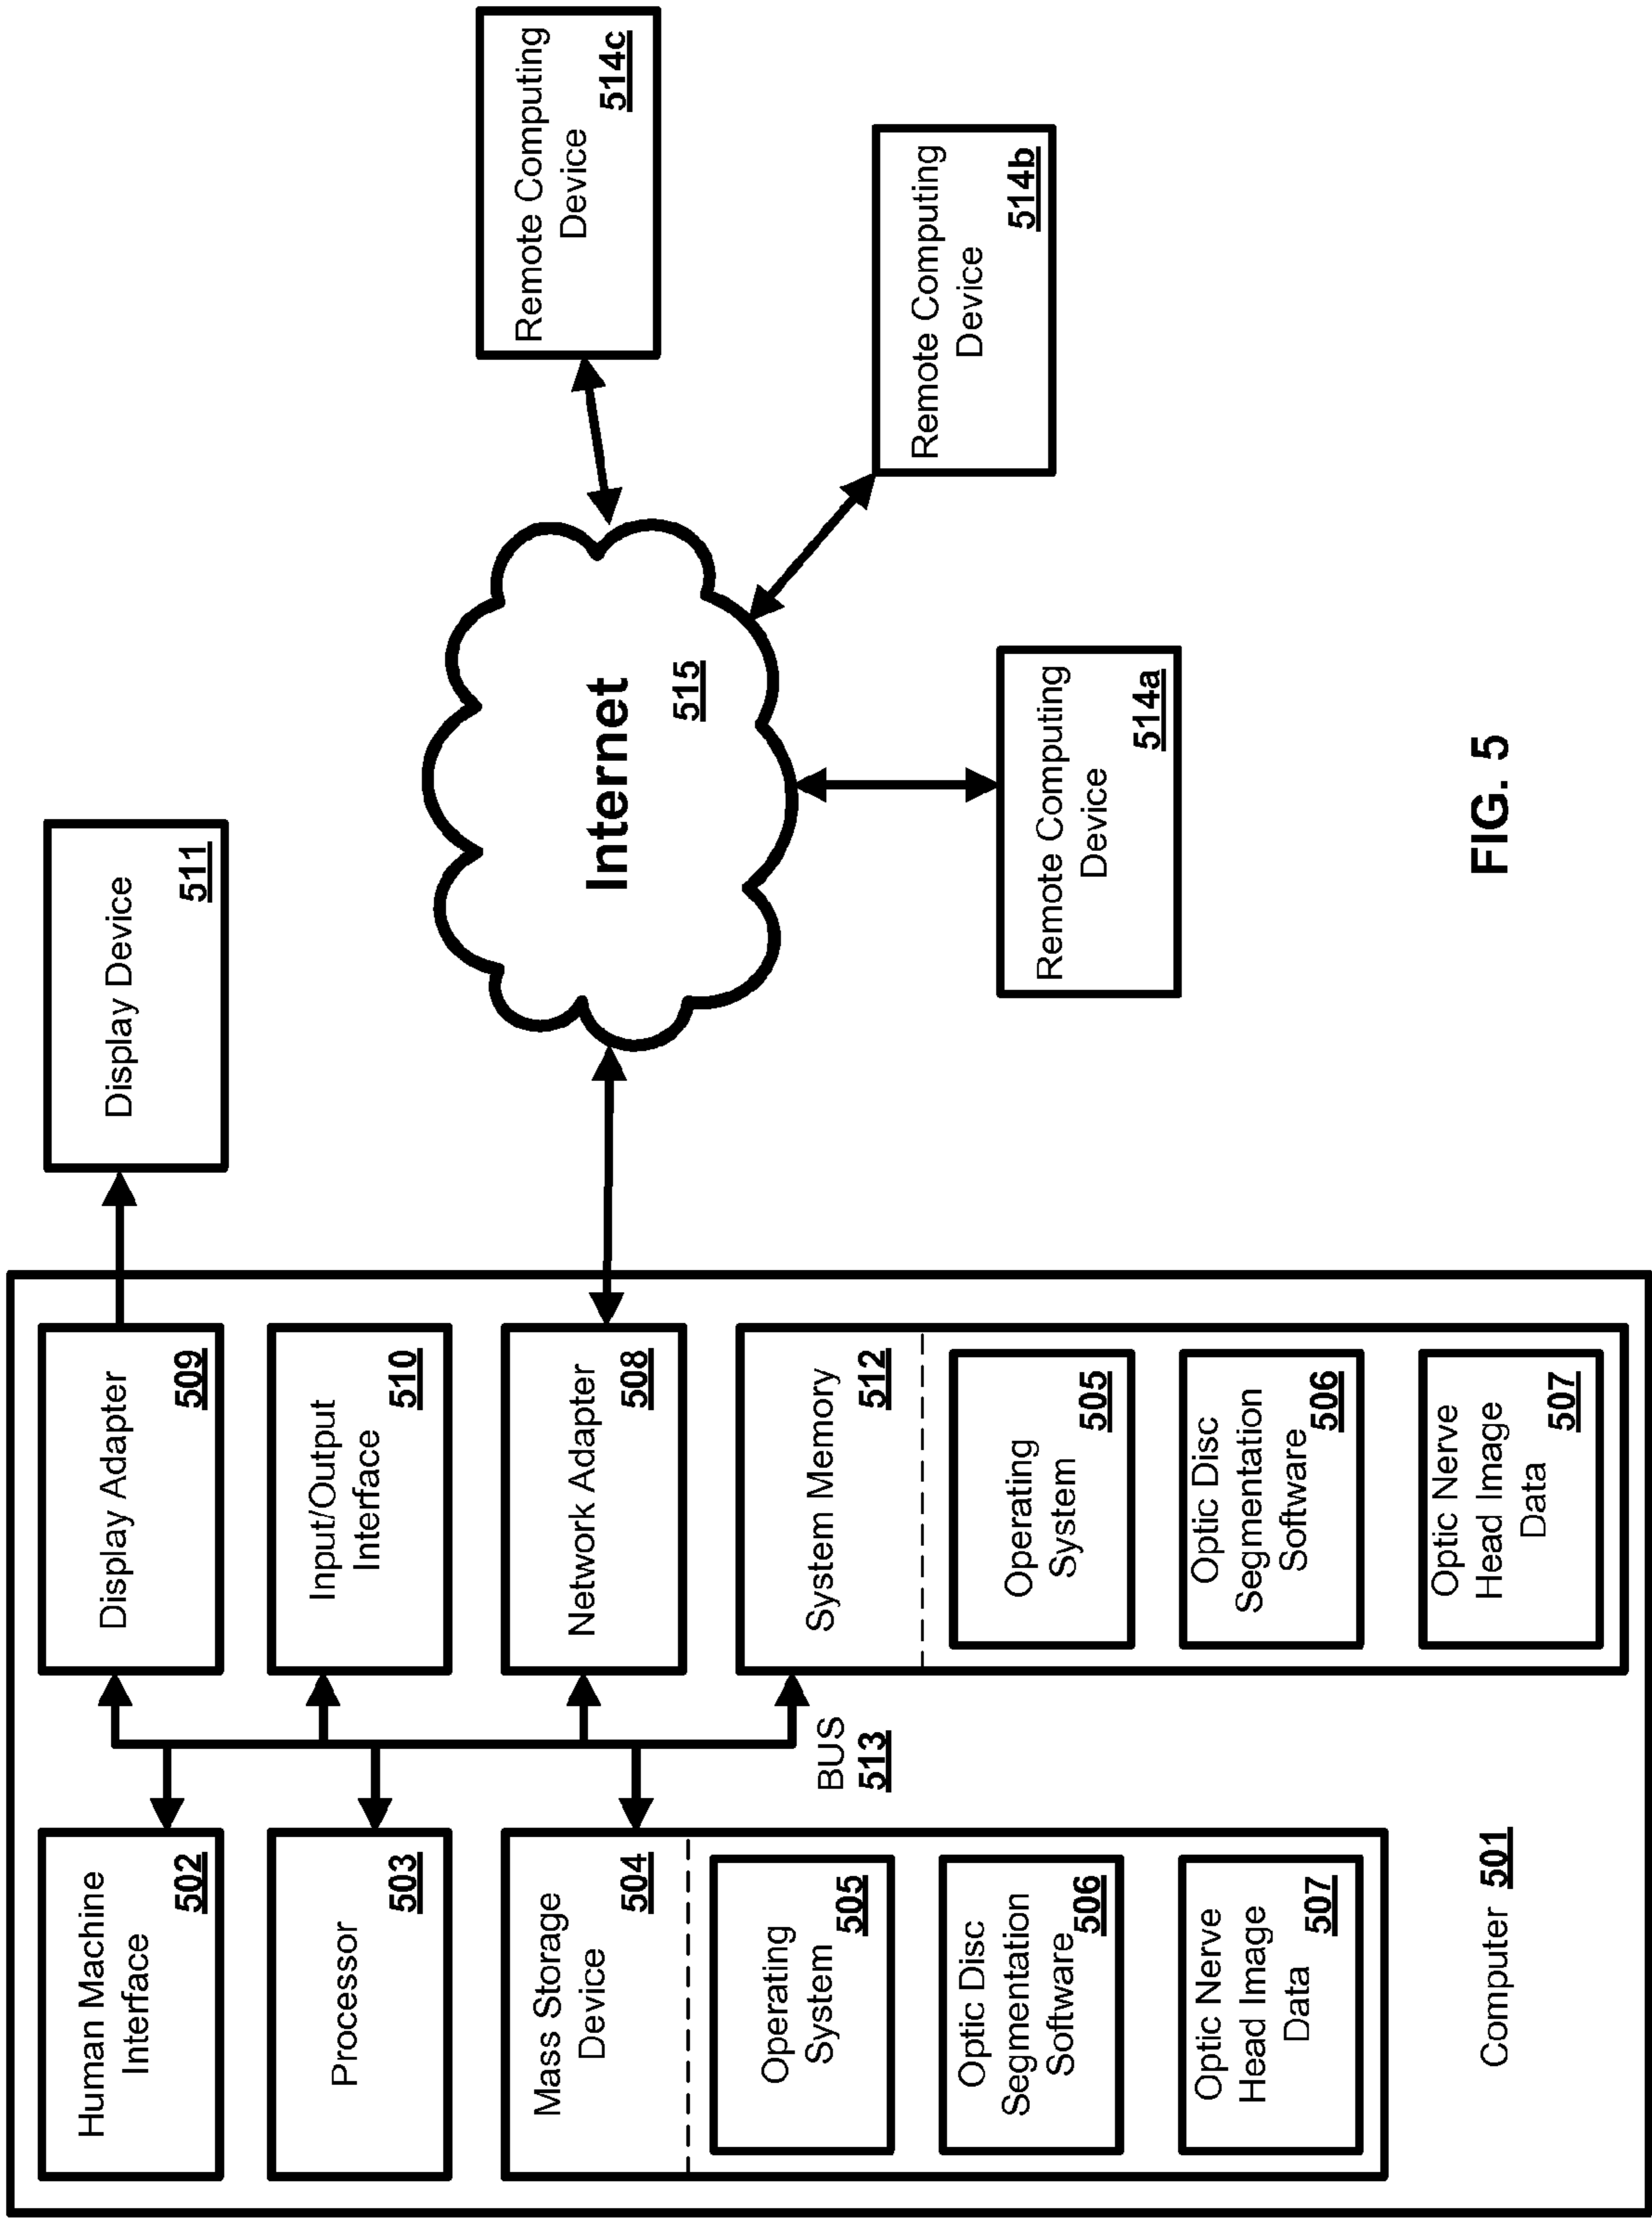 Human Machine
Interface
502
Processor
503
Mass Storage
Device
504
Operating
System
505
Optic Disc
Segmentation
Software
506
Optic Nerve
Head Image
Data
507
Computer 501
BUS
513
Display Adapter
509
Input/Output
Interface
510
Network Adapter
508
System Memory
512
Operating
System
505
Optic Disc
Segmentation
Software
506
Optic Nerve
Head Image
Data
507
Display Device
511
Internet
515
Remote Computing
Device
514a
Remote Computing
Device
514b
Remote Computing
Device
514c
FIG. 5